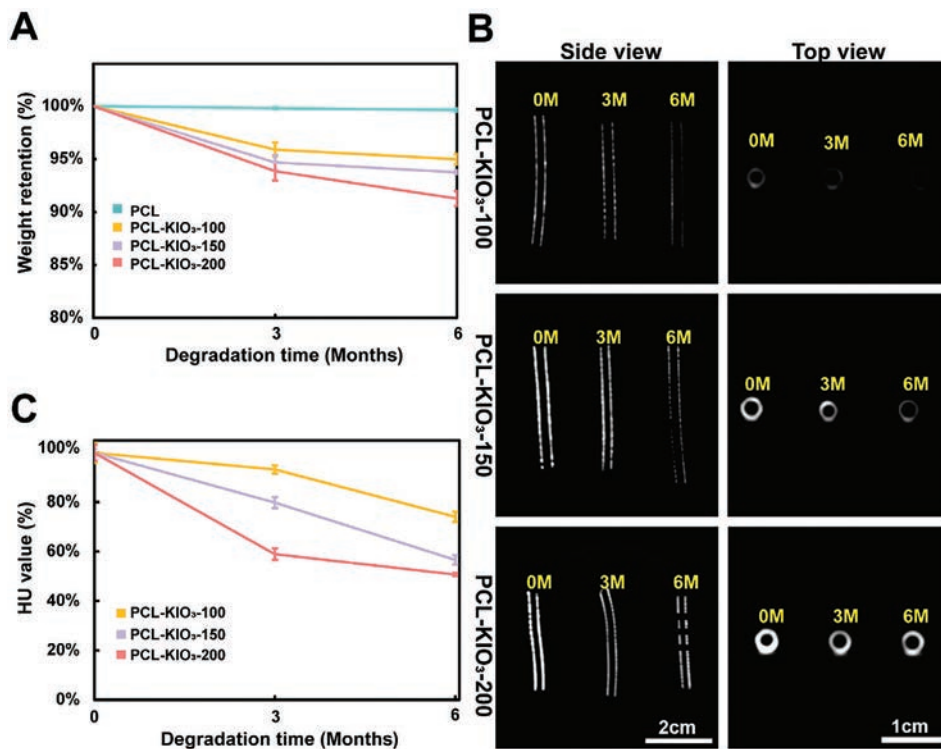 A
Weight retention (%)
100%
95%
90%
85%
80%
PCL
PCL-KIO₃-100
PCL-KIO₃-150
PCL-KIO₃-200
0
3
6
Degradation time (Months)
B
Side view
Top view
PCL-KIO₃-100
0M 3M 6M
0M 3M 6M
PCL-KIO₃-150
0M 3M 6M
0M 3M 6M
PCL-KIO₃-200
0M 3M 6M
0M 3M 6M
2cm
1cm
C
HU value (%)
100%
80%
60%
40%
20%
0%
PCL-KIO₃-100
PCL-KIO₃-150
PCL-KIO₃-200
0
3
6
Degradation time (Months)